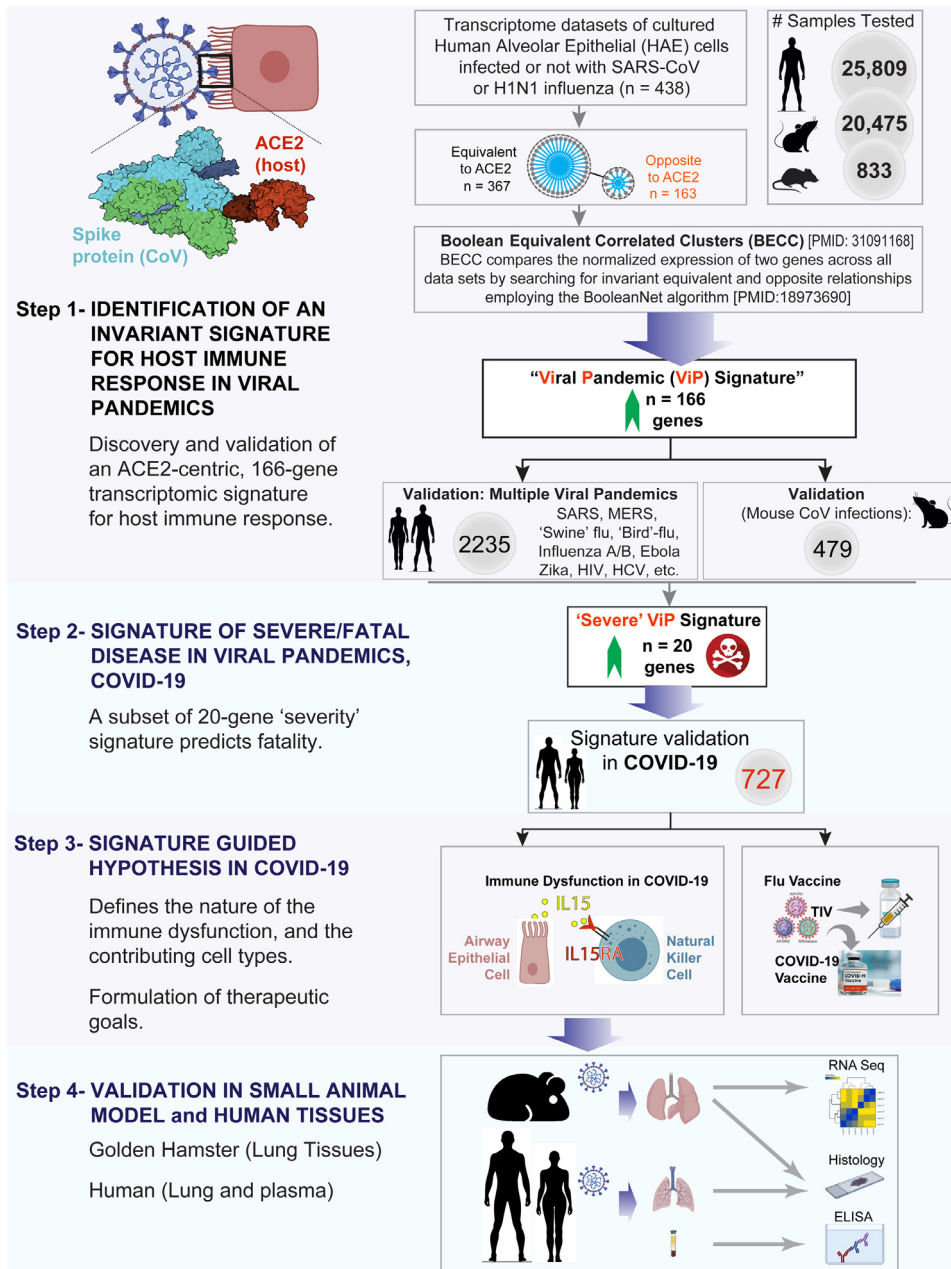 Transcriptome datasets of cultured
Human Alveolar Epithelial (HAE) cells
infected or not with SARS-CoV
or H1N1 influenza (n = 438)
# Samples Tested
25,809
20,475
833
ACE2
(host)
Spike
protein (CoV)
Equivalent
to ACE2
n = 367
Opposite
to ACE2
n = 163
Boolean Equivalent Correlated Clusters (BECC) [PMID: 31091168]
BECC compares the normalized expression of two genes across all
data sets by searching for invariant equivalent and opposite relationships
employing the BooleanNet algorithm [PMID:18973690]
Step 1- IDENTIFICATION OF AN
INVARIANT SIGNATURE
FOR HOST IMMUNE
RESPONSE IN VIRAL
PANDEMICS
Discovery and validation of
an ACE2-centric, 166-gene
transcriptomic signature
for host immune response.
“Viral Pandemic (ViP) Signature”
n = 166
genes
Validation: Multiple Viral Pandemics
2235
SARS, MERS,
‘Swine’ flu, ‘Bird’-flu,
Influenza A/B, Ebola
Zika, HIV, HCV, etc.
Validation
(Mouse CoV infections):
479
Step 2- SIGNATURE OF SEVERE/FATAL
DISEASE IN VIRAL PANDEMICS,
COVID-19
A subset of 20-gene ‘severity’
signature predicts fatality.
‘Severe’ ViP Signature
n = 20
genes
Signature validation
in COVID-19
727
Step 3- SIGNATURE GUIDED
HYPOTHESIS IN COVID-19
Defines the nature of the
immune dysfunction, and the
contributing cell types.
Formulation of therapeutic
goals.
Immune Dysfunction in COVID-19
IL15
Airway
Epithelial
Cell
IL15RA
Natural
Killer
Cell
Flu Vaccine
TIV
COVID-19
Vaccine
COVID-19
Vaccine
Step 4- VALIDATION IN SMALL ANIMAL
MODEL and HUMAN TISSUES
Golden Hamster (Lung Tissues)
Human (Lung and plasma)
RNA Seq
Histology
ELISA